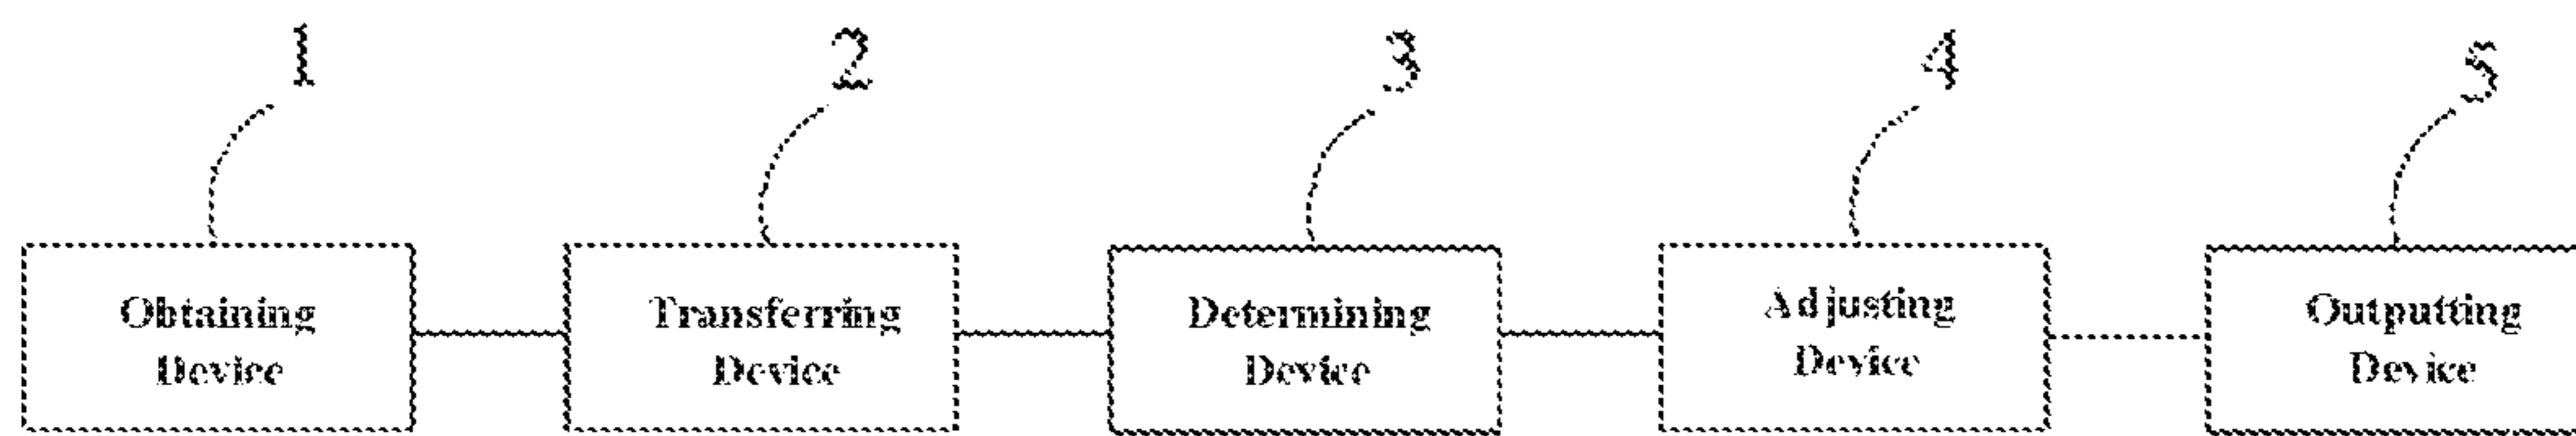 1 2 3 4 5
Obtaining Transferring Determining Adjusting Outputting
Device Device Device Device Device